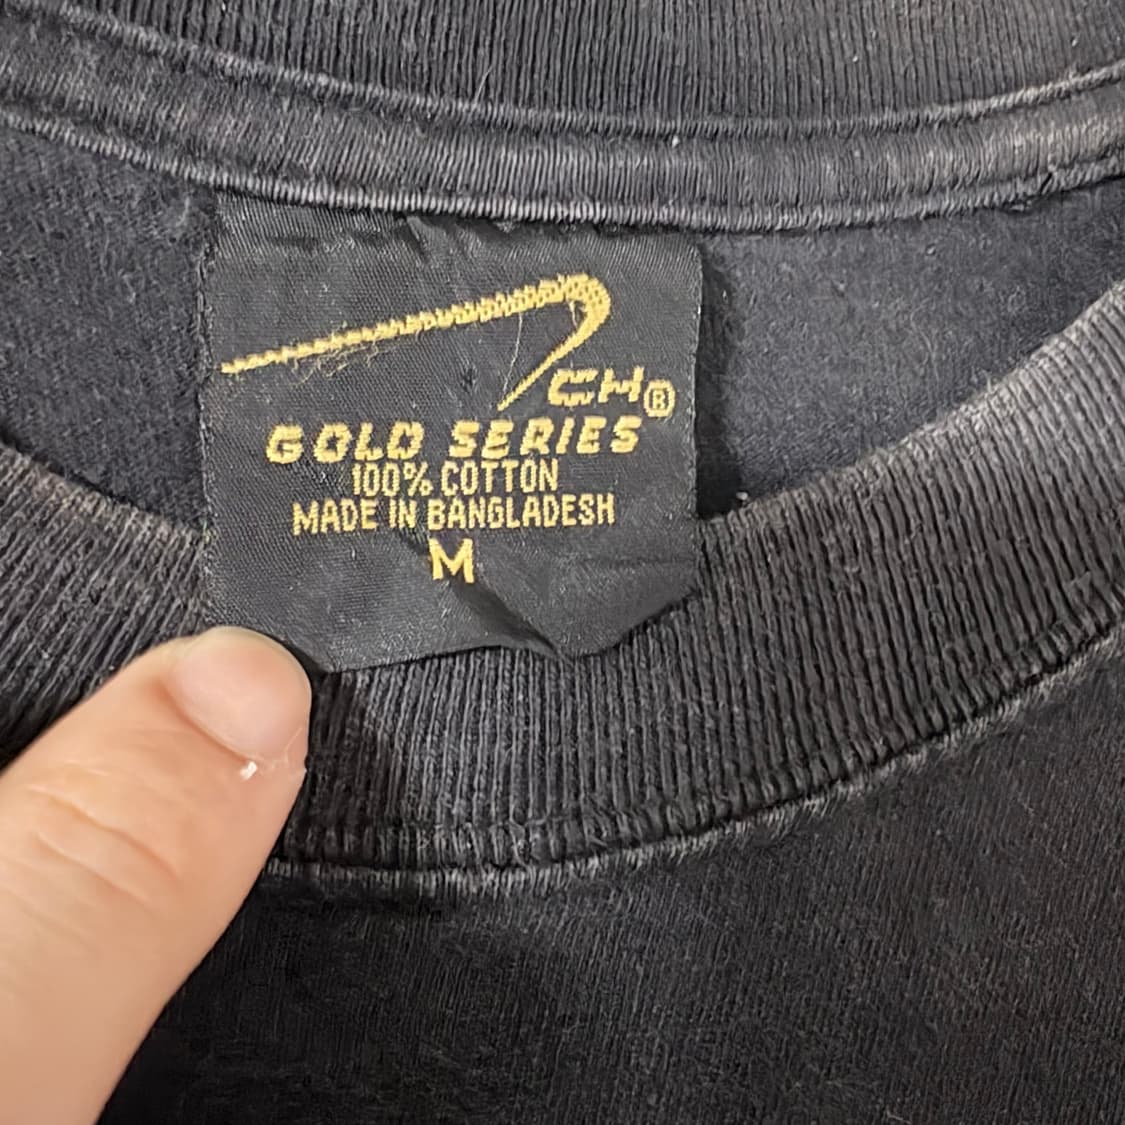 CH®
GOLD SERIES
100% COTTON
MADE IN BANGLADESH
M